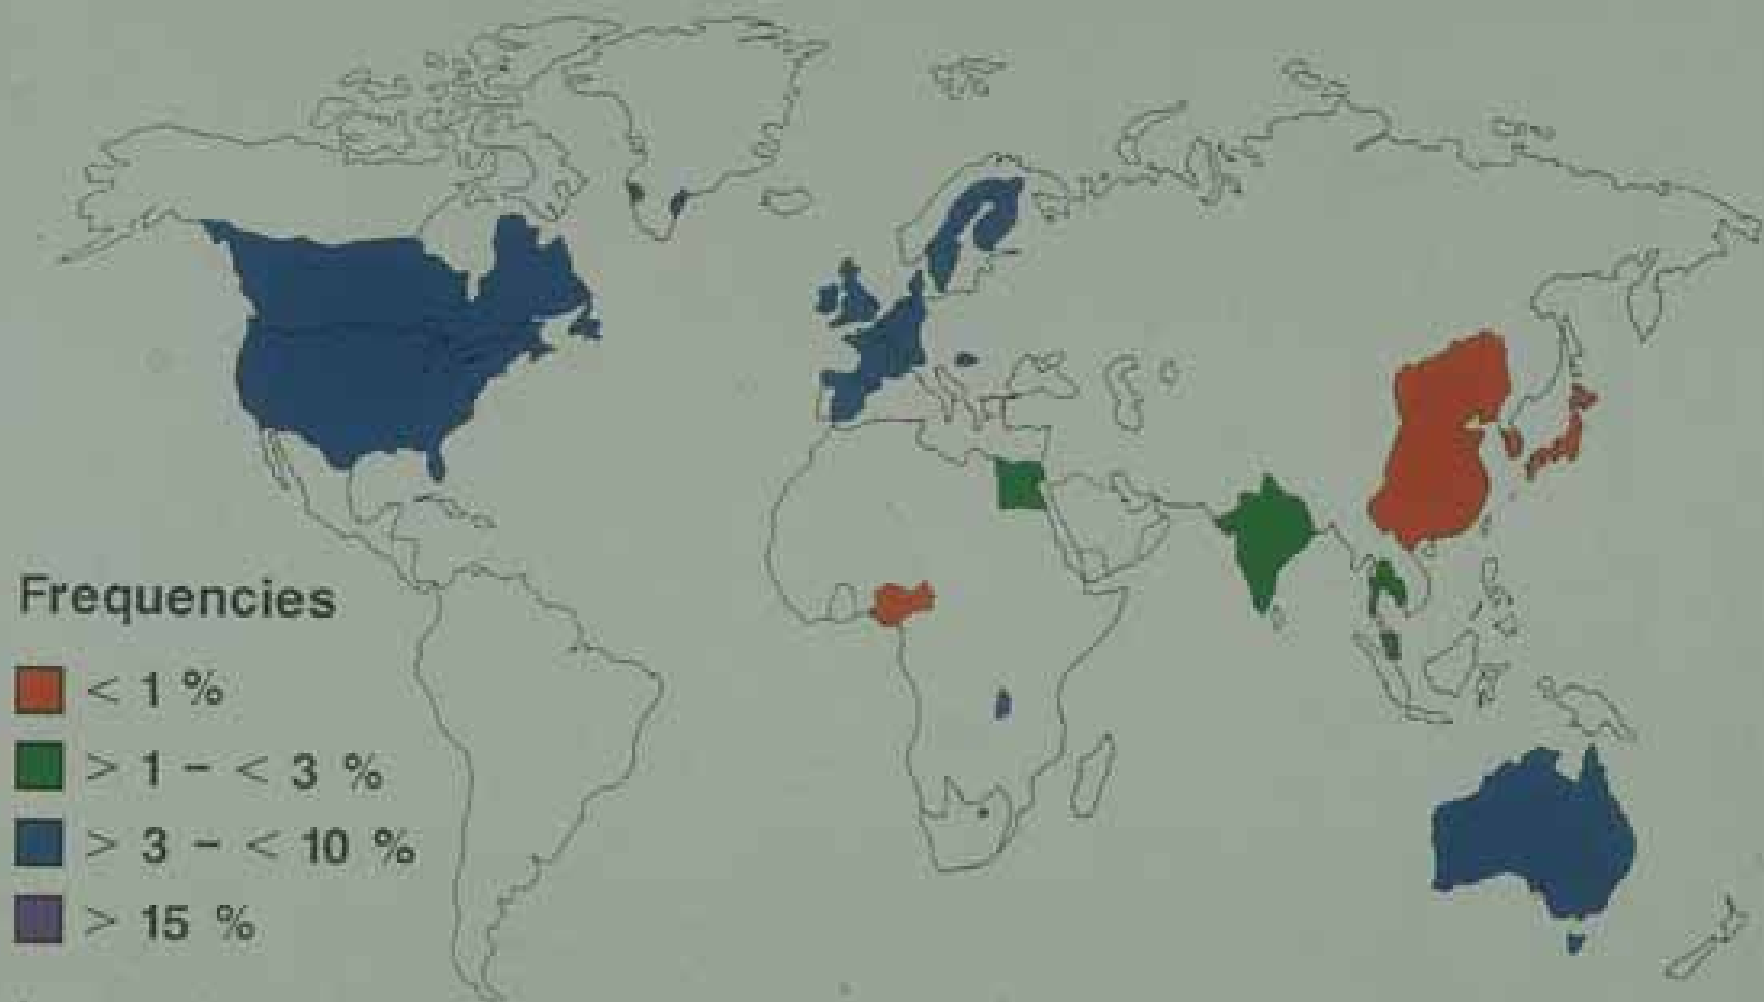 Frequencies
< 1 %
> 1 - < 3 %
> 3 - < 10 %
> 15 %